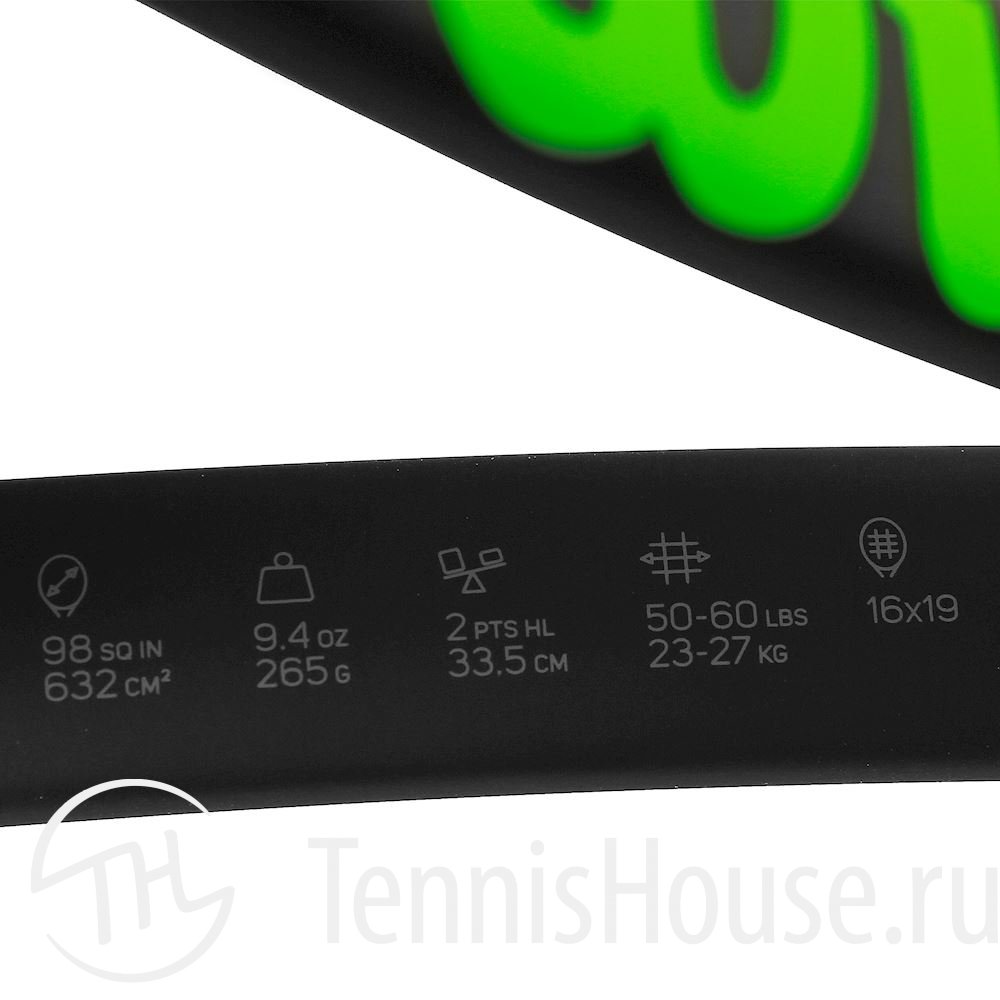 98 SQ IN
632 CM²
9.4 OZ
265 G
2 PTS HL
33.5 CM
50-60 LBS
23-27 KG
16x19
TH
TennisHouse.ru